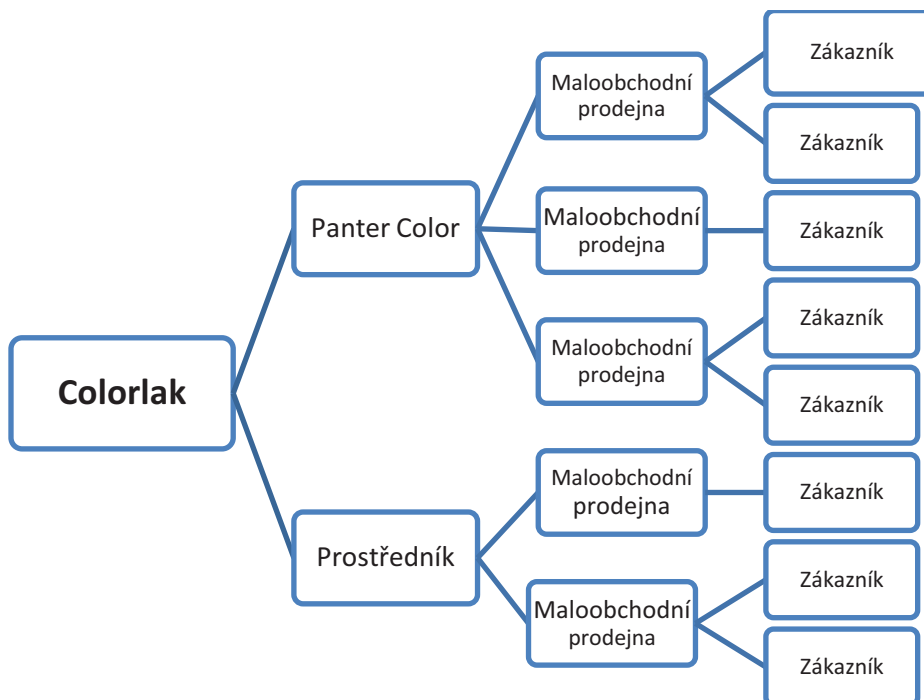 Colorlak
Panter Color
Maloobchodní
prodejna
Zákazník
Zákazník
Maloobchodní
prodejna
Zákazník
Maloobchodní
prodejna
Zákazník
Zákazník
Prostředník
Maloobchodní
prodejna
Zákazník
Maloobchodní
prodejna
Zákazník
Zákazník